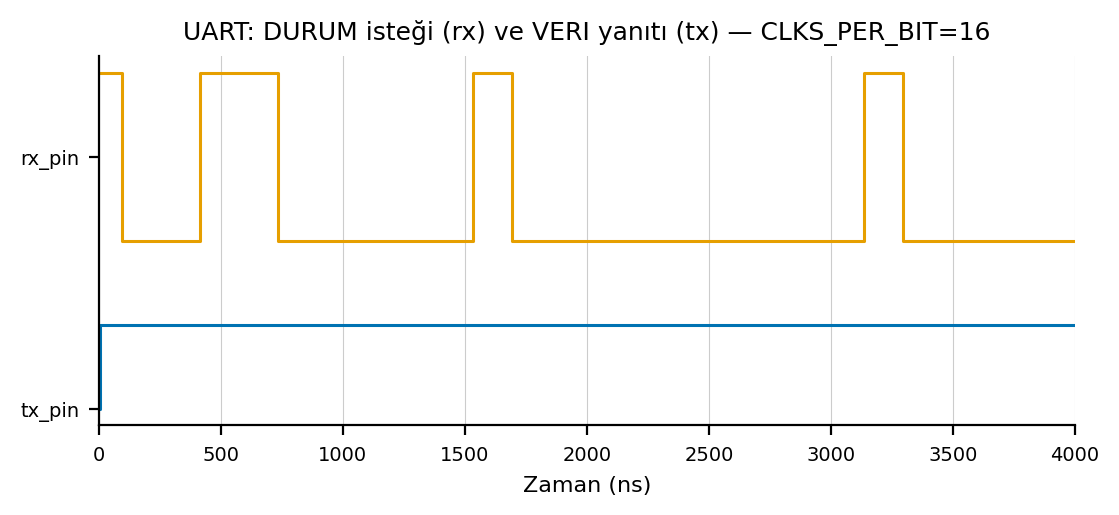 UART: DURUM isteği (rx) ve VERI yanıtı (tx) — CLKS_PER_BIT=16
rx_pin
tx_pin
0 500 1000 1500 2000 2500 3000 3500 4000
Zaman (ns)